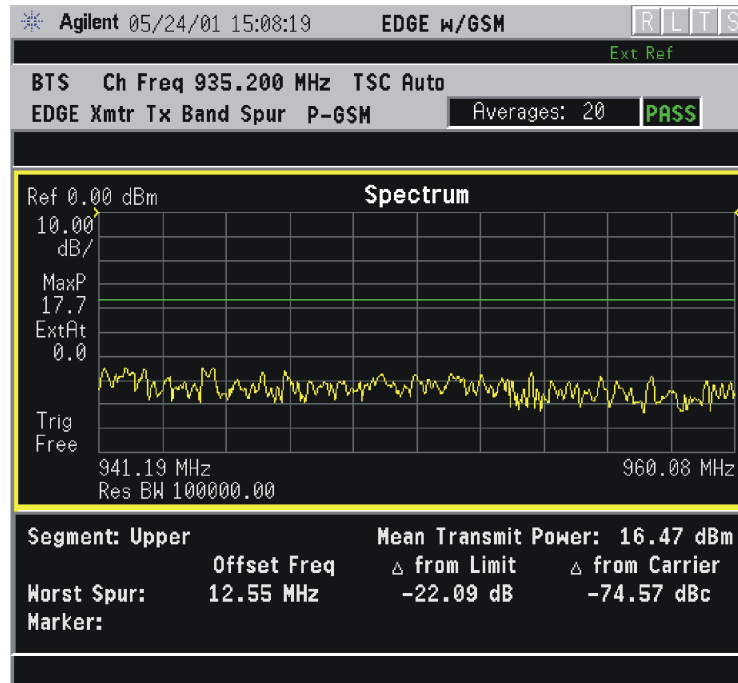 Agilent 05/24/01 15:08:19 EDGE w/GSM R L T S
Ext Ref
BTS Ch Freq 935.200 MHz TSC Auto
EDGE Xmtr Tx Band Spur P-GSM Averages: 20 PASS
Ref 0.00 dBm Spectrum
10.00
dB/
MaxP
17.7
ExtAt
0.0
Trig
Free
941.19 MHz 960.08 MHz
Res BW 100000.00
Segment: Upper Mean Transmit Power: 16.47 dBm
Offset Freq △ from Limit △ from Carrier
Worst Spur: 12.55 MHz -22.09 dB -74.57 dBc
Marker: